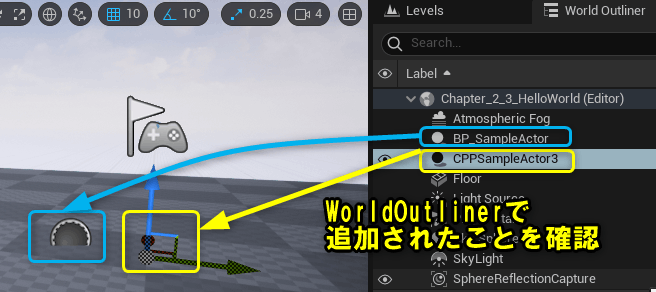 10
10°
0.25
4
Levels
World Outliner
Search...
Label
Chapter_2_3_HelloWorld (Editor)
Atmospheric Fog
BP_SampleActor
CPPSampleActor3
Floor
Light Source
WorldOutlinerで
追加されたことを確認
SkyLight
SphereReflectionCapture